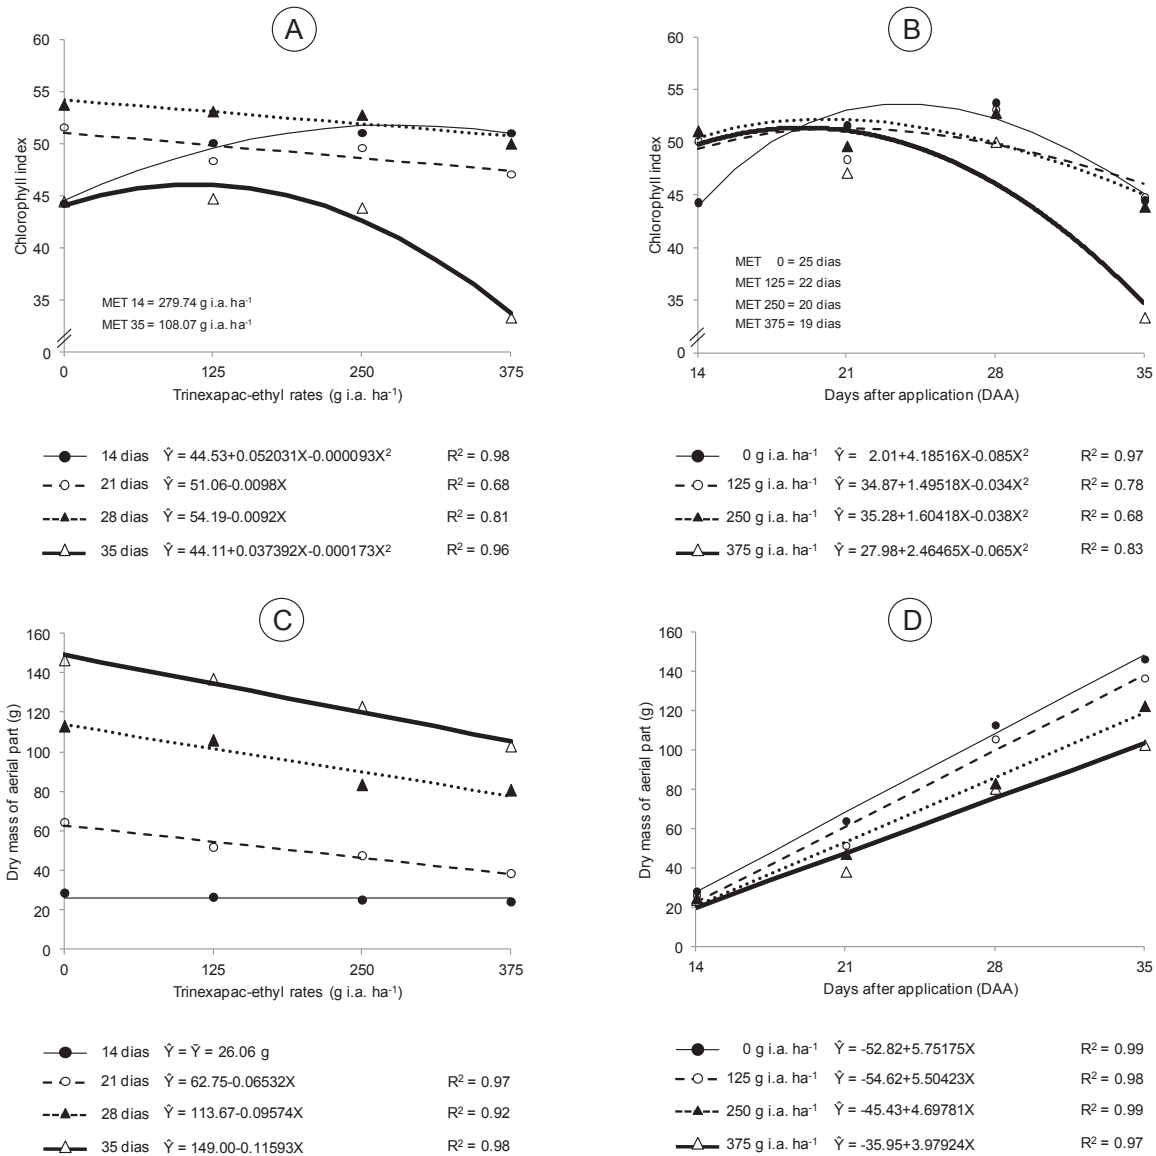 A
60
55
50
45
40
35
0
Chlorophyll index
MET 14 = 279.74 g i.a. ha-1
MET 35 = 108.07 g i.a. ha-1
0 125 250 375
Trinexapac-ethyl rates (g i.a. ha-1)
14 dias Ŷ = 44.53+0.052031X-0.000093X² R² = 0.98
21 dias Ŷ = 51.06-0.0098X R² = 0.68
28 dias Ŷ = 54.19-0.0092X R² = 0.81
35 dias Ŷ = 44.11+0.037392X-0.000173X² R² = 0.96
B
60
55
50
45
40
35
0
Chlorophyll index
MET 0 = 25 dias
MET 125 = 22 dias
MET 250 = 20 dias
MET 375 = 19 dias
14 21 28 35
Days after application (DAA)
0 g i.a. ha-1 Ŷ = 2.01+4.18516X-0.085X² R² = 0.97
125 g i.a. ha-1 Ŷ = 34.87+1.49518X-0.034X² R² = 0.78
250 g i.a. ha-1 Ŷ = 35.28+1.60418X-0.038X² R² = 0.68
375 g i.a. ha-1 Ŷ = 27.98+2.46465X-0.065X² R² = 0.83
C
160
140
120
100
80
60
40
20
0
Dry mass of aerial part (g)
0 125 250 375
Trinexapac-ethyl rates (g i.a. ha-1)
14 dias Ŷ = Ȳ = 26.06 g
21 dias Ŷ = 62.75-0.06532X R² = 0.97
28 dias Ŷ = 113.67-0.09574X R² = 0.92
35 dias Ŷ = 149.00-0.11593X R² = 0.98
D
160
140
120
100
80
60
40
20
0
Dry mass of aerial part (g)
14 21 28 35
Days after application (DAA)
0 g i.a. ha-1 Ŷ = -52.82+5.75175X R² = 0.99
125 g i.a. ha-1 Ŷ = -54.62+5.50423X R² = 0.98
250 g i.a. ha-1 Ŷ = -45.43+4.69781X R² = 0.99
375 g i.a. ha-1 Ŷ = -35.95+3.97924X R² = 0.97